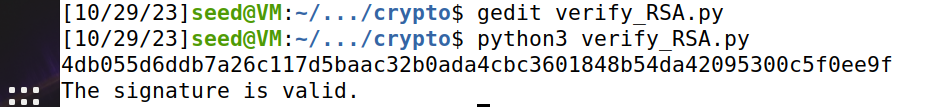 [10/29/23]seed@VM:~/.../crypto$ gedit verify_RSA.py
[10/29/23]seed@VM:~/.../crypto$ python3 verify_RSA.py
4db055d6ddb7a26c117d5baac32b0ada4cbc3601848b54da42095300c5f0ee9f
The signature is valid.